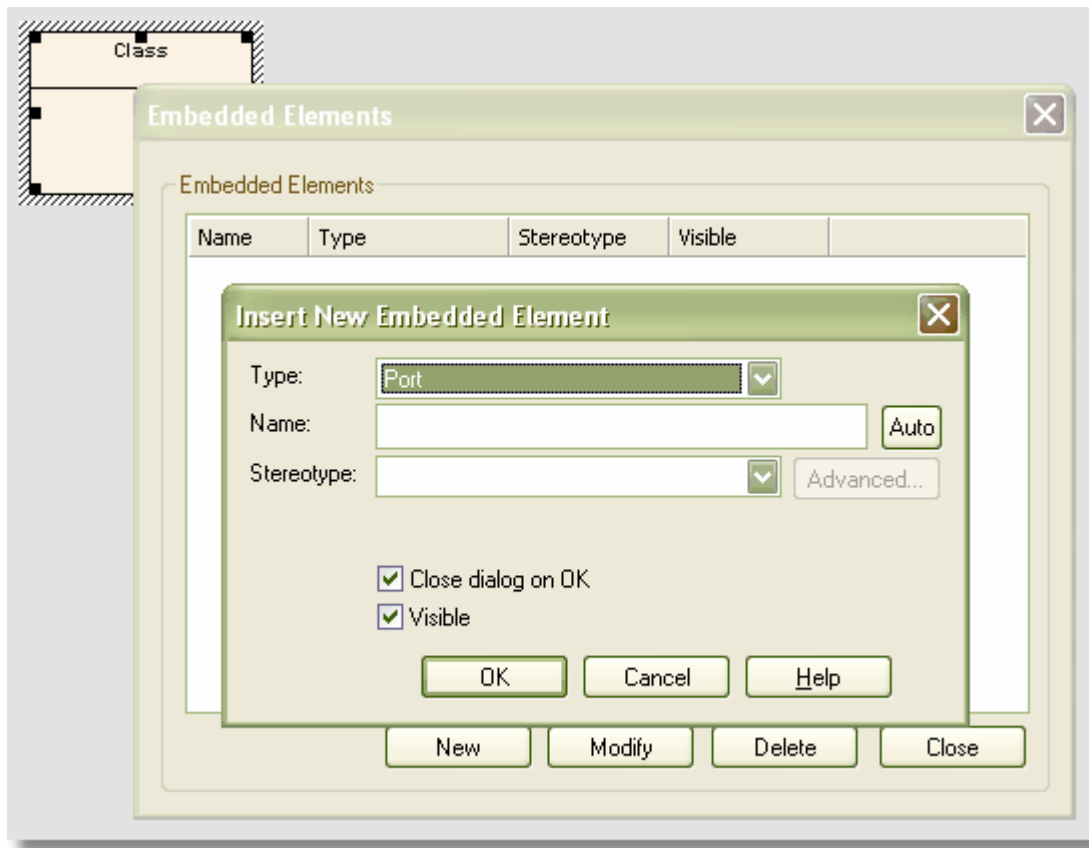 Class
Embedded Elements
Embedded Elements
Name Type Stereotype Visible
Insert New Embedded Element
Type: Port
Name: Auto
Stereotype: Advanced...
Close dialog on OK
Visible
OK Cancel Help
New Modify Delete Close